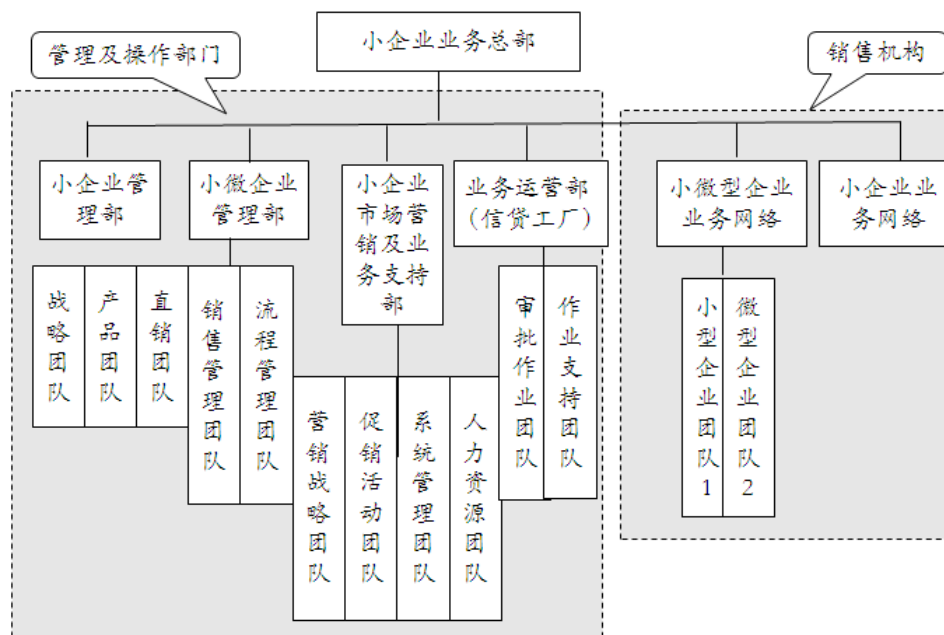 小企业业务总部
管理及操作部门
销售机构
小企业管
理部
小微企业
管理部
小企业
市场营
销及业
务支持
部
业务运营部
(信贷工厂)
小微型企业
业务网络
小企业业
务网络
战略团队
产品团队
直销团队
销售管理团队
流程管理团队
营销战略团队
促销活动团队
系统管理团队
人力资源团队
审批作业团队
作业支持团队
小型企业团队1
微型企业团队2